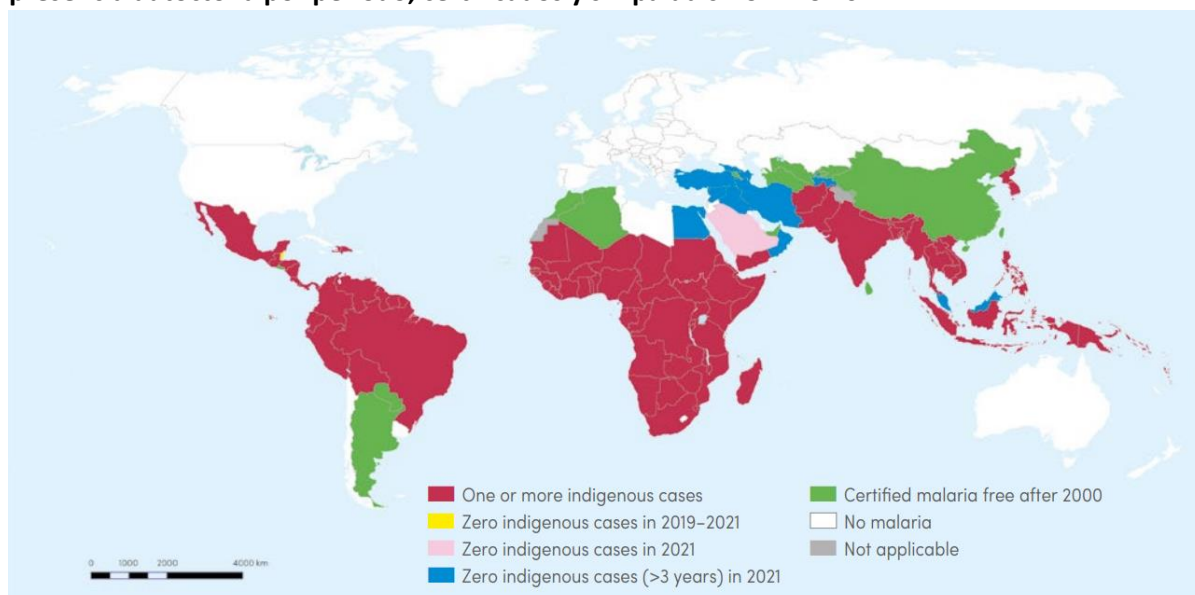 One or more indigenous cases
Zero indigenous cases in 2019–2021
Zero indigenous cases in 2021
Zero indigenous cases (>3 years) in 2021
Certified malaria free after 2000
No malaria
Not applicable
0 1000 2000 4000 km